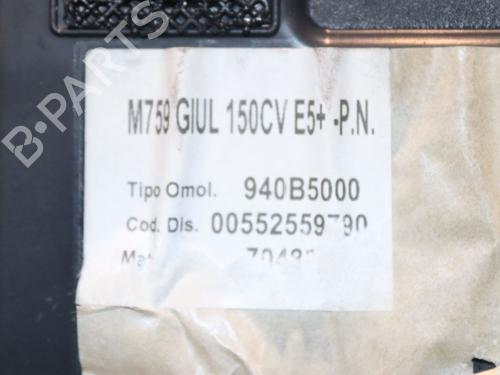 M759 GIUL 150CV E5+ -P.N.
Tipo Omol. 940B5000
Cod. Dis. 00552559790
B-PARTS